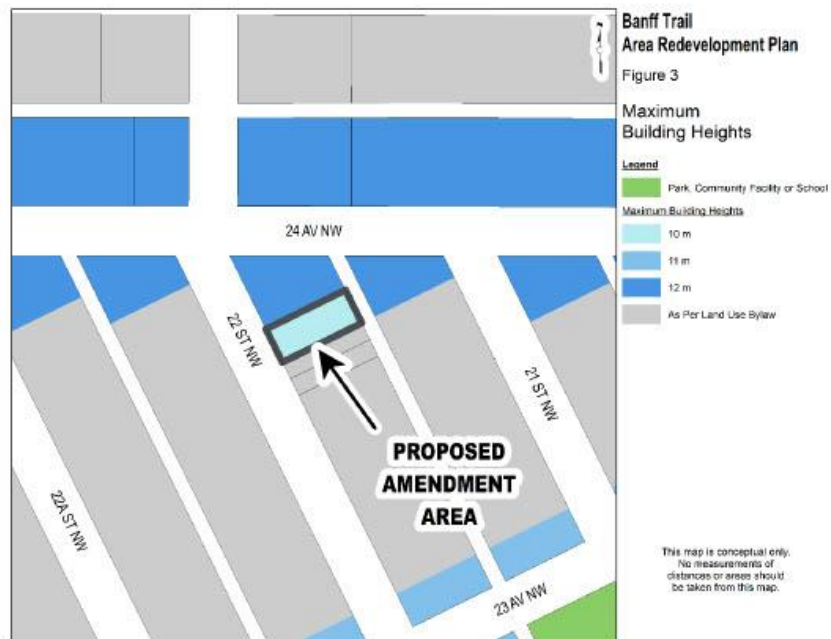 Banff Trail
Area Redevelopment Plan
Figure 3
Maximum
Building Heights
Legend
Park, Community Facility or School
Maximum Building Heights
10 m
11 m
12 m
As Per Land Use Bylaw
24 AV NW
22 ST NW
21 ST NW
PROPOSED
AMENDMENT
AREA
22A ST NW
23 AV NW
This map is conceptual only.
No measurements of
distances or areas should
be taken from this map.